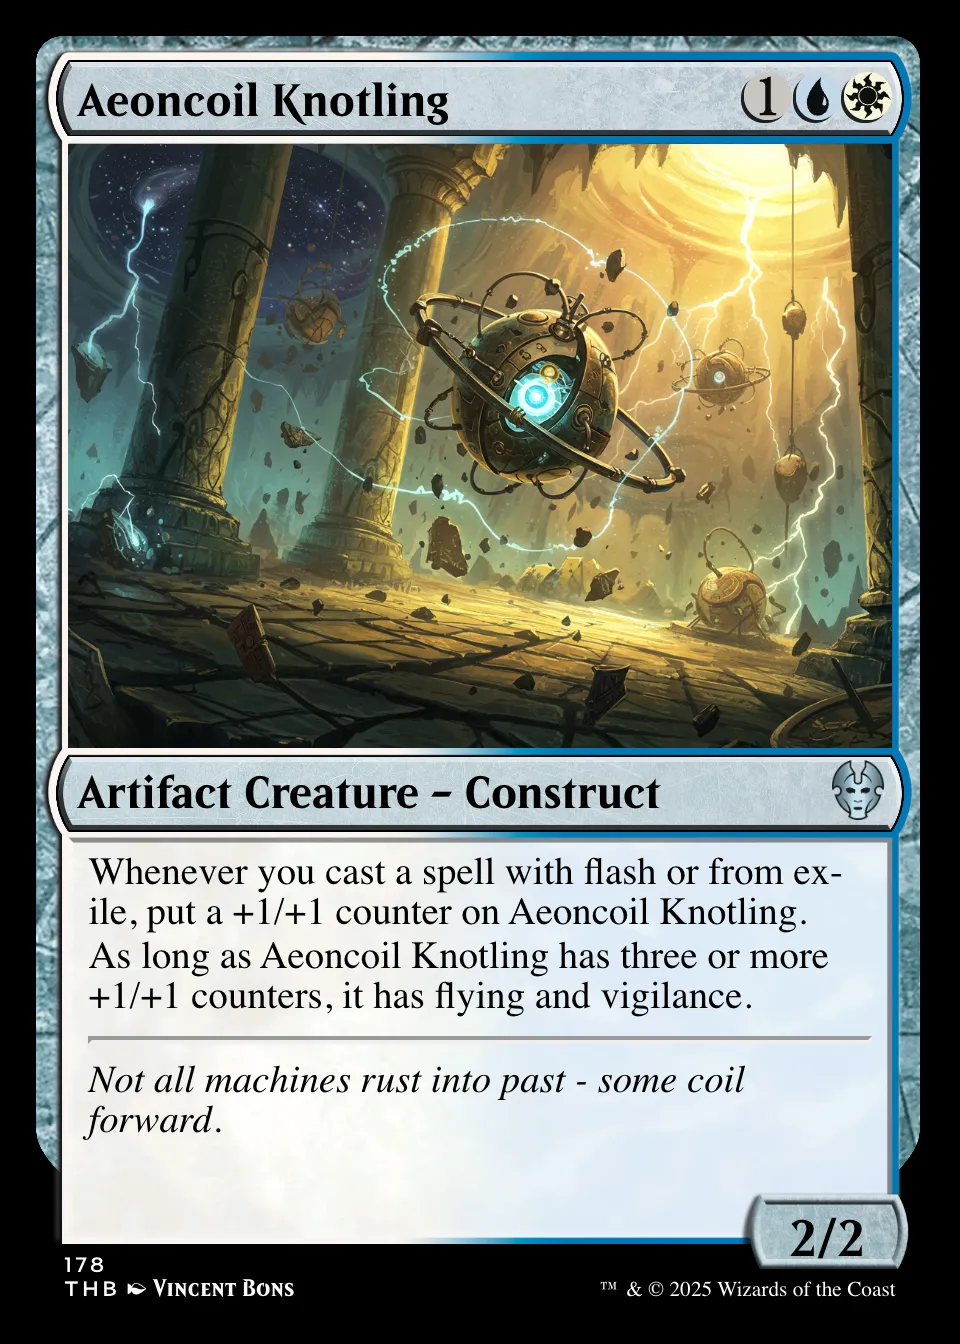 Aeoncoil Knotling 1
Artifact Creature – Construct
Whenever you cast a spell with flash or from ex-
ile, put a +1/+1 counter on Aeoncoil Knotling.
As long as Aeoncoil Knotling has three or more
+1/+1 counters, it has flying and vigilance.
Not all machines rust into past - some coil
forward.
2/2
178
THB Vincent Bons
™ & © 2025 Wizards of the Coast